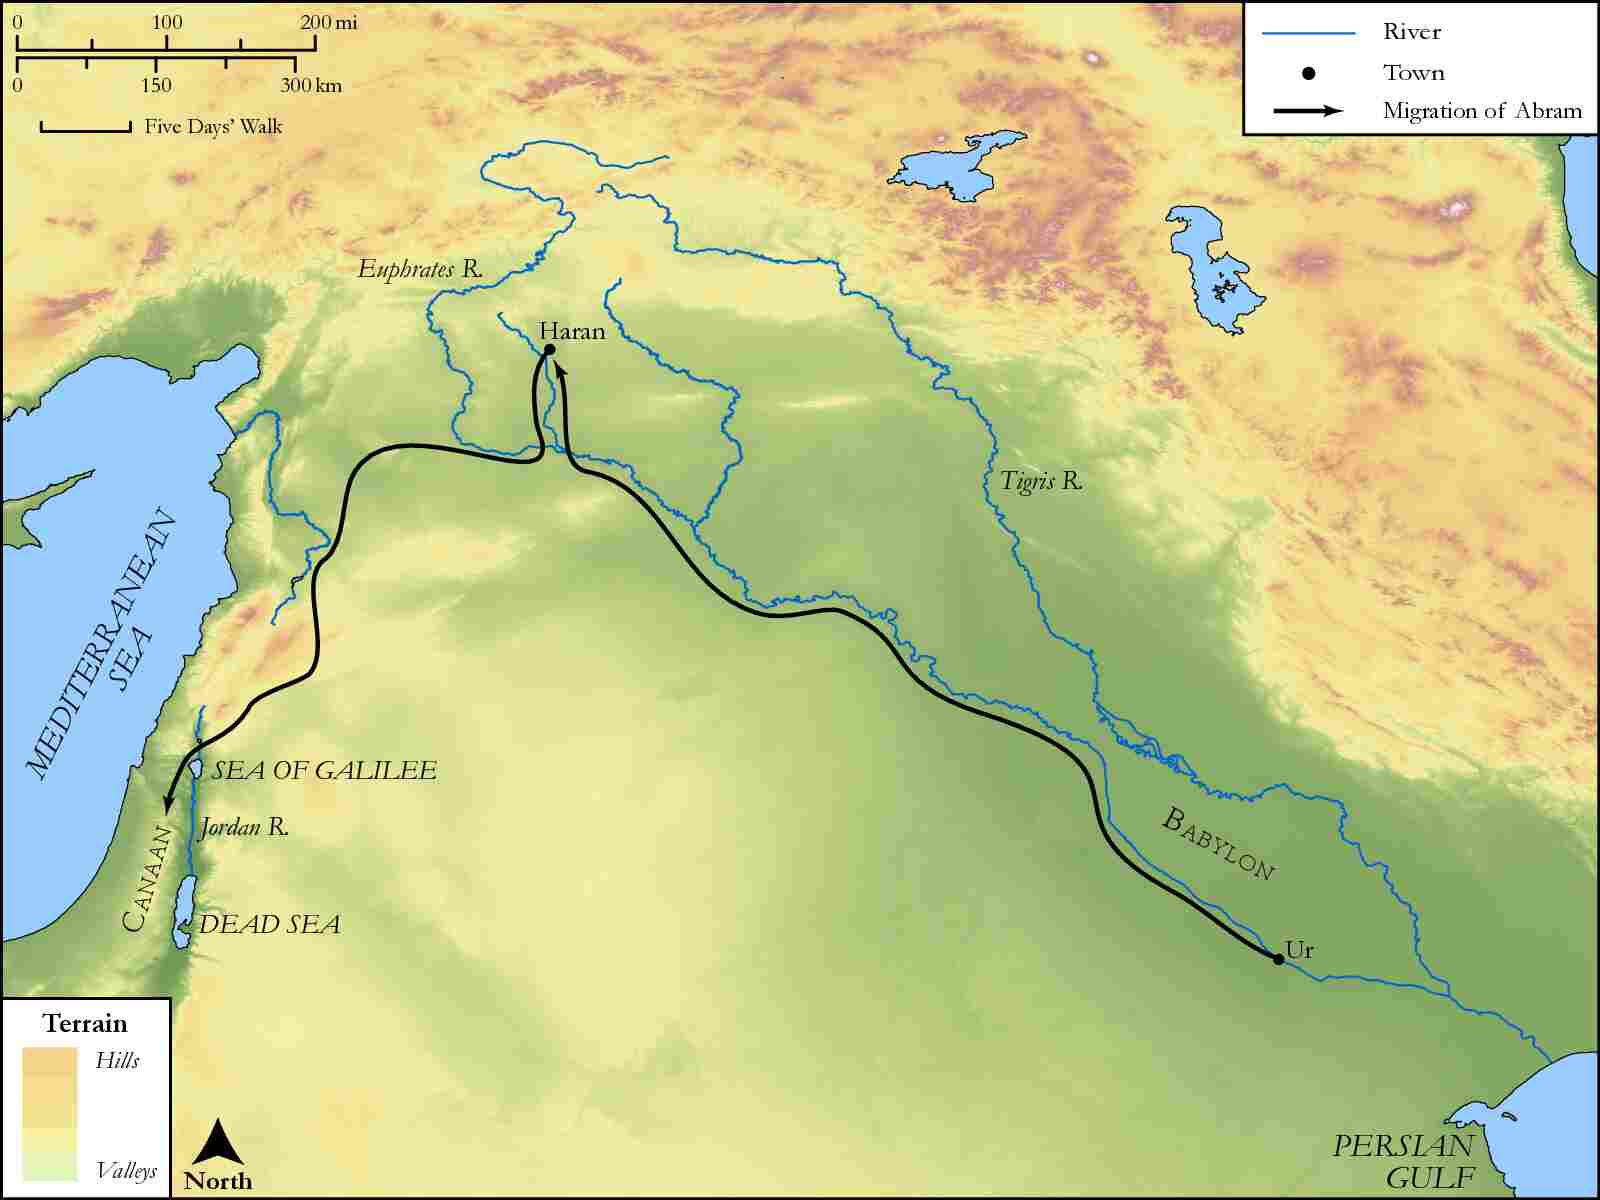 0 100 200 mi
0 150 300 km
Five Days' Walk
River
Town
Migration of Abram
Euphrates R.
Haran
Tigris R.
MEDITERRANEAN
SEA
SEA OF GALILEE
Jordan R.
CANAAN
BABYLON
DEAD SEA
Ur
Terrain
Hills
Valleys
North
PERSIAN
GULF